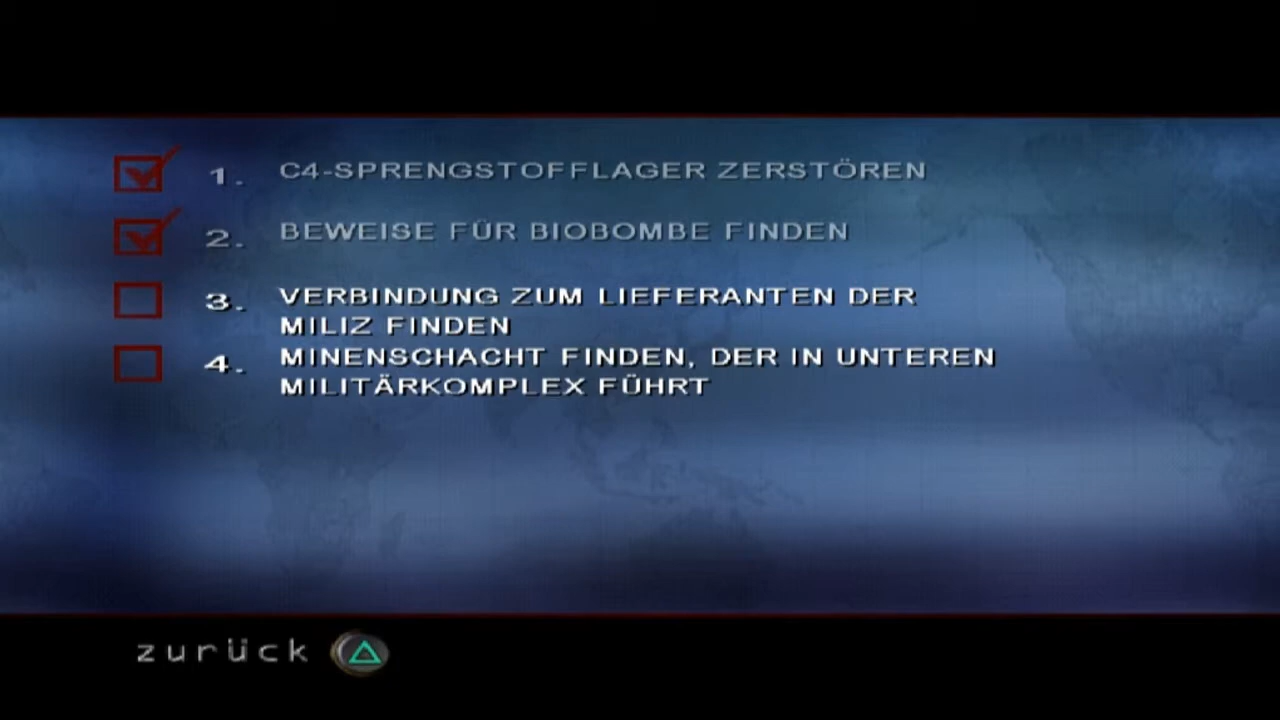 1. C4-SPRENGSTOFFLAGER ZERSTÖREN
2. BEWEISE FÜR BIOBOMBE FINDEN
3. VERBINDUNG ZUM LIEFERANTEN DER
MILIZ FINDEN
4. MINENSCHACHT FINDEN, DER IN UNTEREN
MILITÄRKOMPLEX FÜHRT
zurück